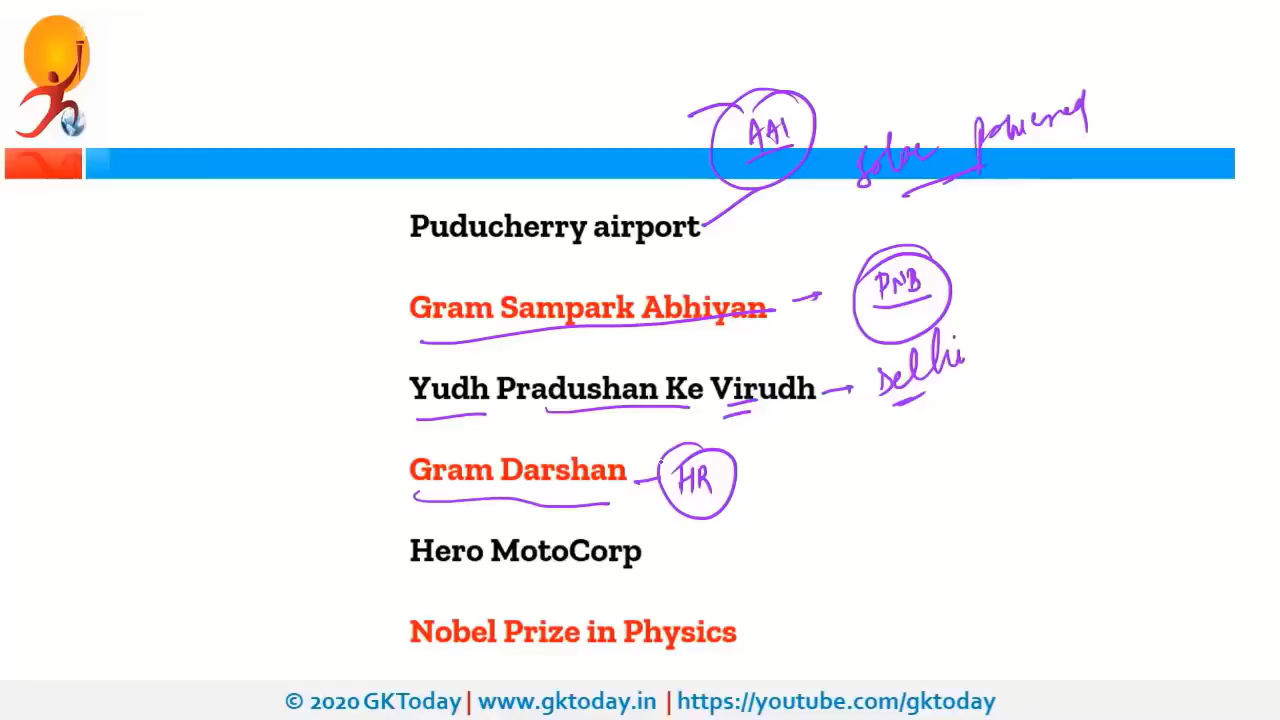 AAI
solar powered
Puducherry airport
Gram Sampark Abhiyan → PNB
Yudh Pradushan Ke Virudh → Delhi
Gram Darshan - HR
Hero MotoCorp
Nobel Prize in Physics
© 2020 GKToday | www.gktoday.in | https://youtube.com/gktoday